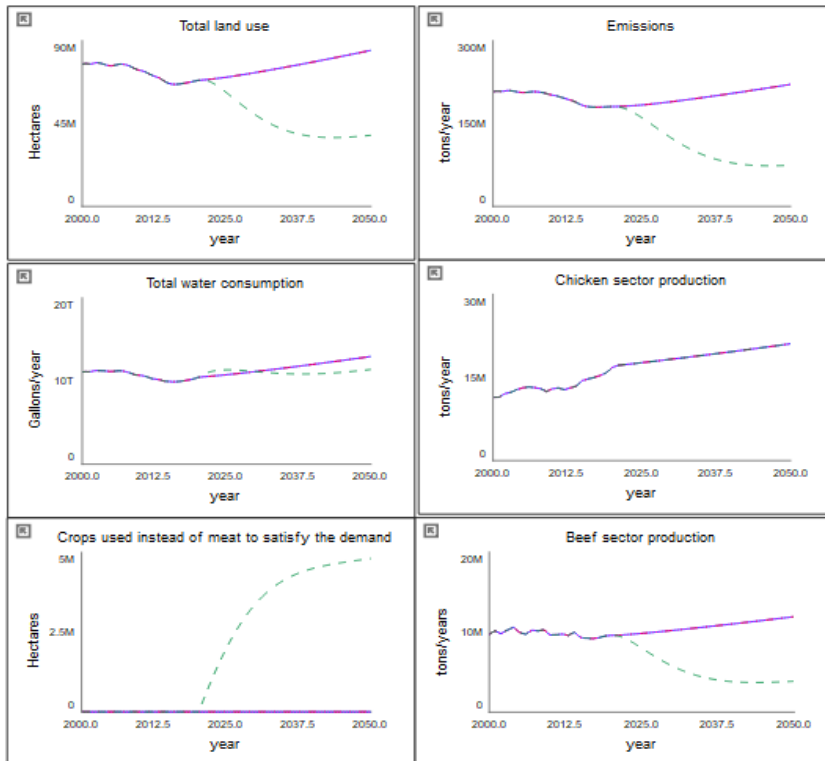 Total land use
90M
45M
0
Hectares
2000.0 2012.5 2025.0 2037.5 2050.0
year
Emissions
300M
150M
0
tons/year
2000.0 2012.5 2025.0 2037.5 2050.0
year
Total water consumption
20T
10T
0
Gallons/year
2000.0 2012.5 2025.0 2037.5 2050.0
year
Chicken sector production
30M
15M
0
tons/year
2000.0 2012.5 2025.0 2037.5 2050.0
year
Crops used instead of meat to satisfy the demand
5M
2.5M
0
Hectares
2000.0 2012.5 2025.0 2037.5 2050.0
year
Beef sector production
20M
10M
0
tons/years
2000.0 2012.5 2025.0 2037.5 2050.0
year